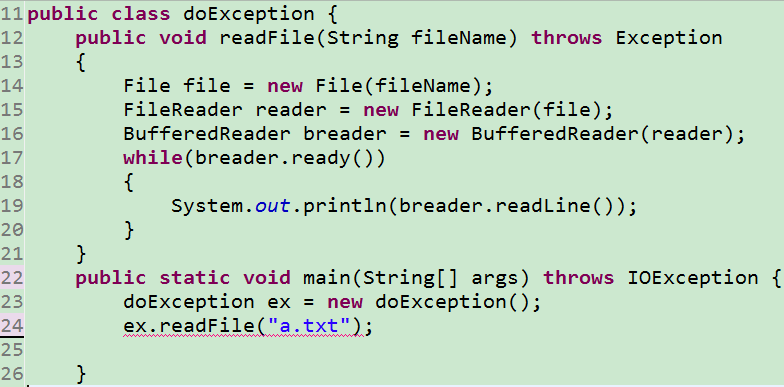 11 public class doException {
12     public void readFile(String fileName) throws Exception
13     {
14         File file = new File(fileName);
15         FileReader reader = new FileReader(file);
16         BufferedReader breader = new BufferedReader(reader);
17         while(breader.ready())
18         {
19             System.out.println(breader.readLine());
20         }
21     }
22     public static void main(String[] args) throws IOException {
23         doException ex = new doException();
24         ex.readFile("a.txt");
25
26     }